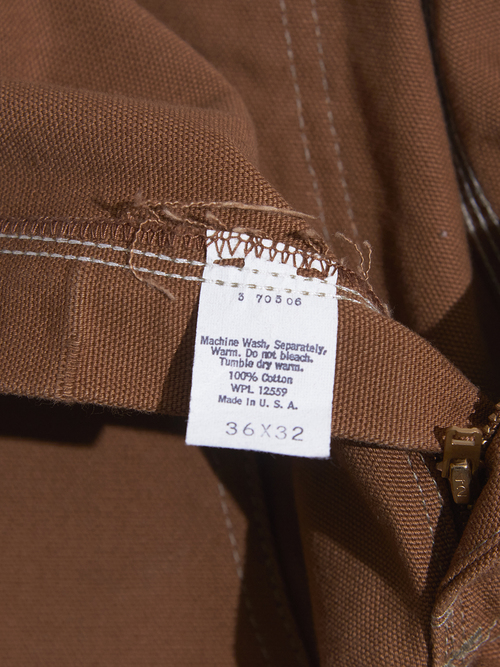 3 70506
Machine Wash, Separately,
Warm. Do not bleach.
Tumble dry warm.
100% Cotton
WPL 12559
Made In U. S. A.
36X32